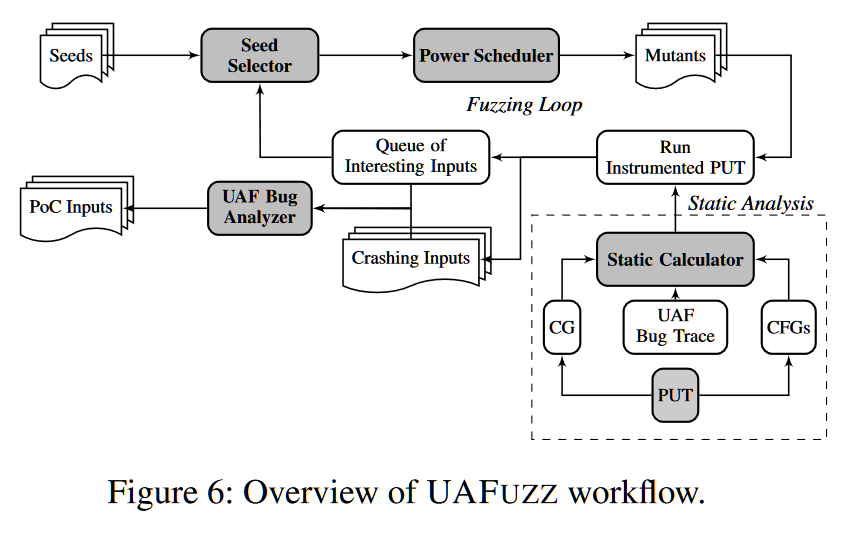 Seeds
Seed
Selector
Power Scheduler
Mutants
Fuzzing Loop
Queue of
Interesting Inputs
Run
Instrumented PUT
PoC Inputs
UAF Bug
Analyzer
Static Analysis
Crashing Inputs
Static Calculator
CG
UAF
Bug Trace
CFGs
PUT
Figure 6: Overview of UAFUZZ workflow.